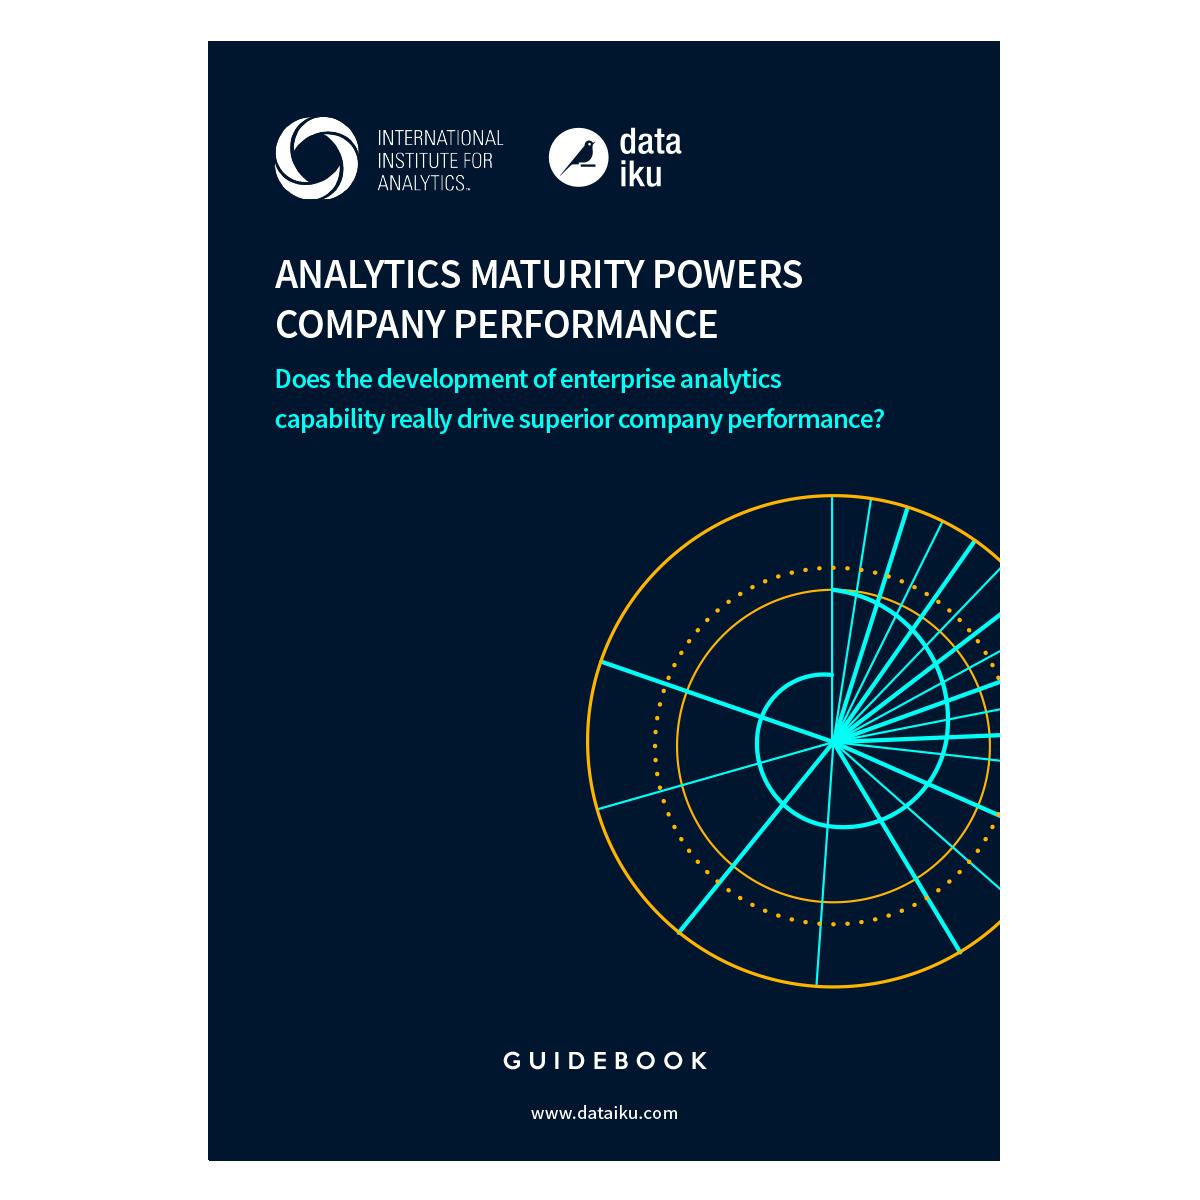 INTERNATIONAL
INSTITUTE FOR
ANALYTICS™
data
iku
ANALYTICS MATURITY POWERS
COMPANY PERFORMANCE
Does the development of enterprise analytics
capability really drive superior company performance?
GUIDEBOOK
www.dataiku.com